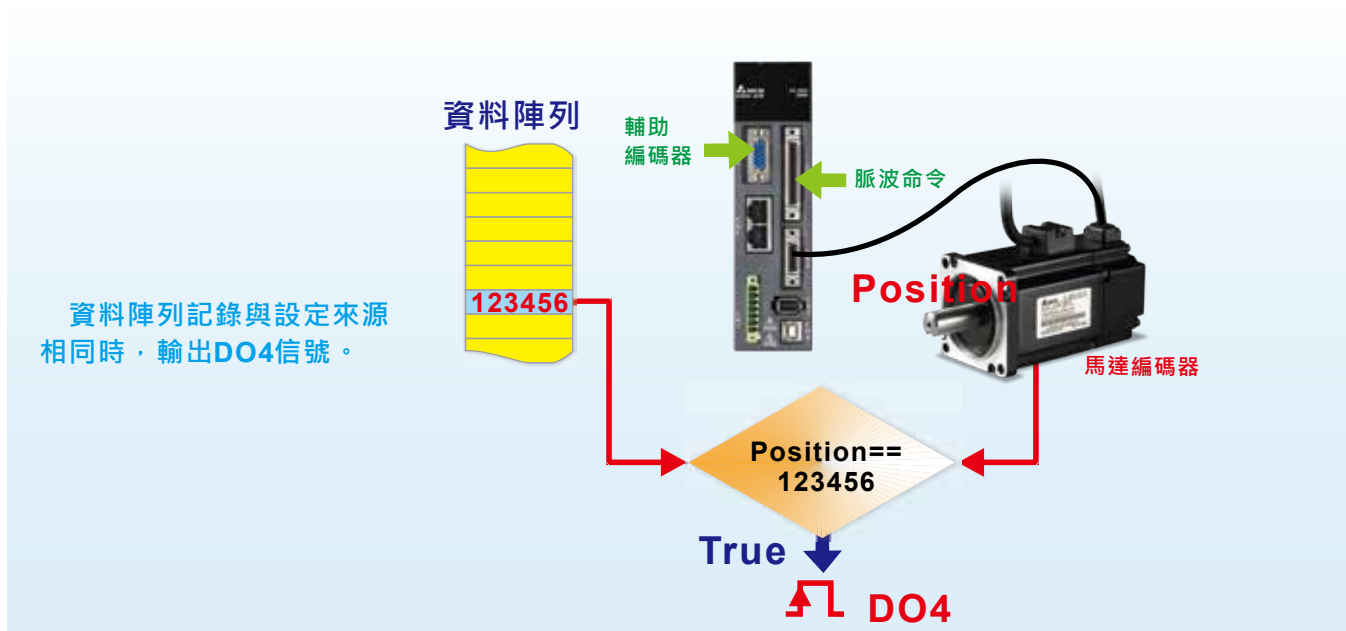 資料陣列
輔助
編碼器
脈波命令
123456
Position
資料陣列記錄與設定來源
相同時，輸出DO4信號。
馬達編碼器
Position==
123456
True
DO4